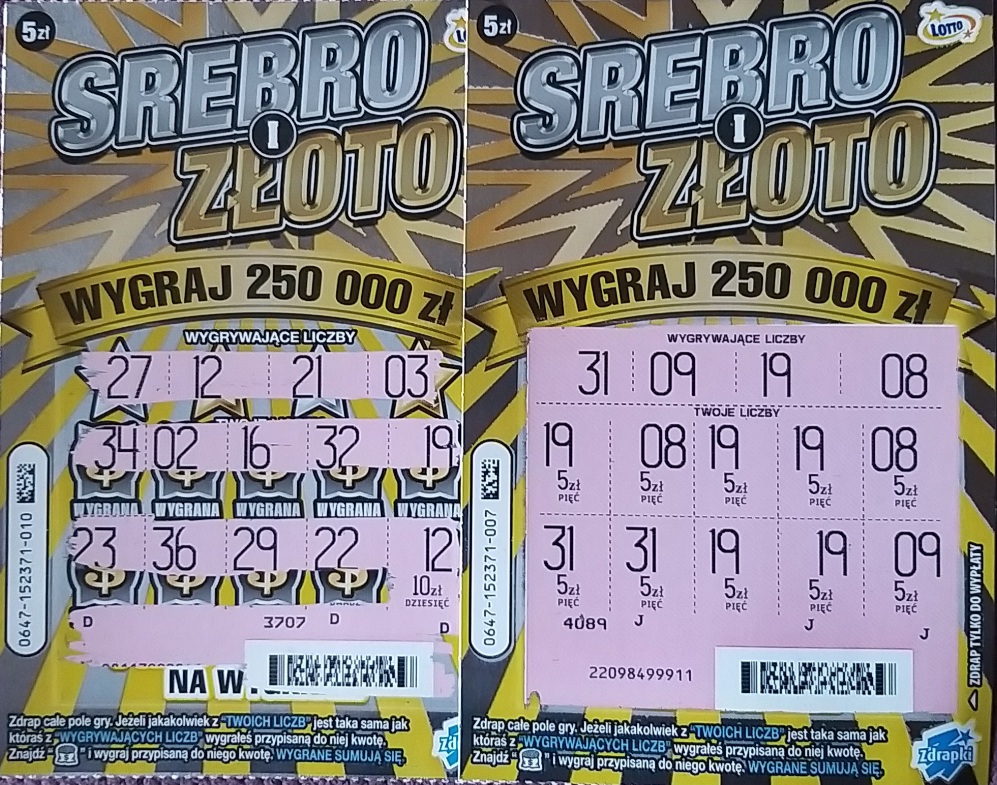 5zł
SREBRO
I
ZŁOTO
WYGRAJ 250 000 zł
WYGRYWAJĄCE LICZBY
27 12 21 03
34 02 16 32 19
WYGRANA WYGRANA WYGRANA WYGRANA WYGRANA
23 36 29 22 12
10zł
DZIESIĘĆ
D 3707 D D
0647-152371-010
Zdrap całe pole gry. Jeżeli jakakolwiek z "TWOICH LICZB" jest taka sama jak
któraś z "WYGRYWAJĄCYCH LICZB" wygrałeś przypisaną do niej kwotę.
Znajdź i wygraj przypisaną do niego kwotę. WYGRANE SUMUJĄ SIĘ.
5zł
LOTTO
SREBRO
I
ZŁOTO
WYGRAJ 250 000 zł
WYGRYWAJĄCE LICZBY
31 09 19 08
TWOJE LICZBY
19 08 19 19 08
5zł 5zł 5zł 5zł 5zł
PIĘĆ PIĘĆ PIĘĆ PIĘĆ PIĘĆ
31 31 19 19 09
5zł 5zł 5zł 5zł 5zł
PIĘĆ PIĘĆ PIĘĆ PIĘĆ PIĘĆ
4089 J J J
22098499911
0647-152371-007
ZDRAP TYLKO DO WYPŁATY
Zdrap całe pole gry. Jeżeli jakakolwiek z "TWOICH LICZB" jest taka sama jak
któraś z "WYGRYWAJĄCYCH LICZB" wygrałeś przypisaną do niej kwotę.
Znajdź i wygraj przypisaną do niego kwotę. WYGRANE SUMUJĄ SIĘ.
Zdrapki